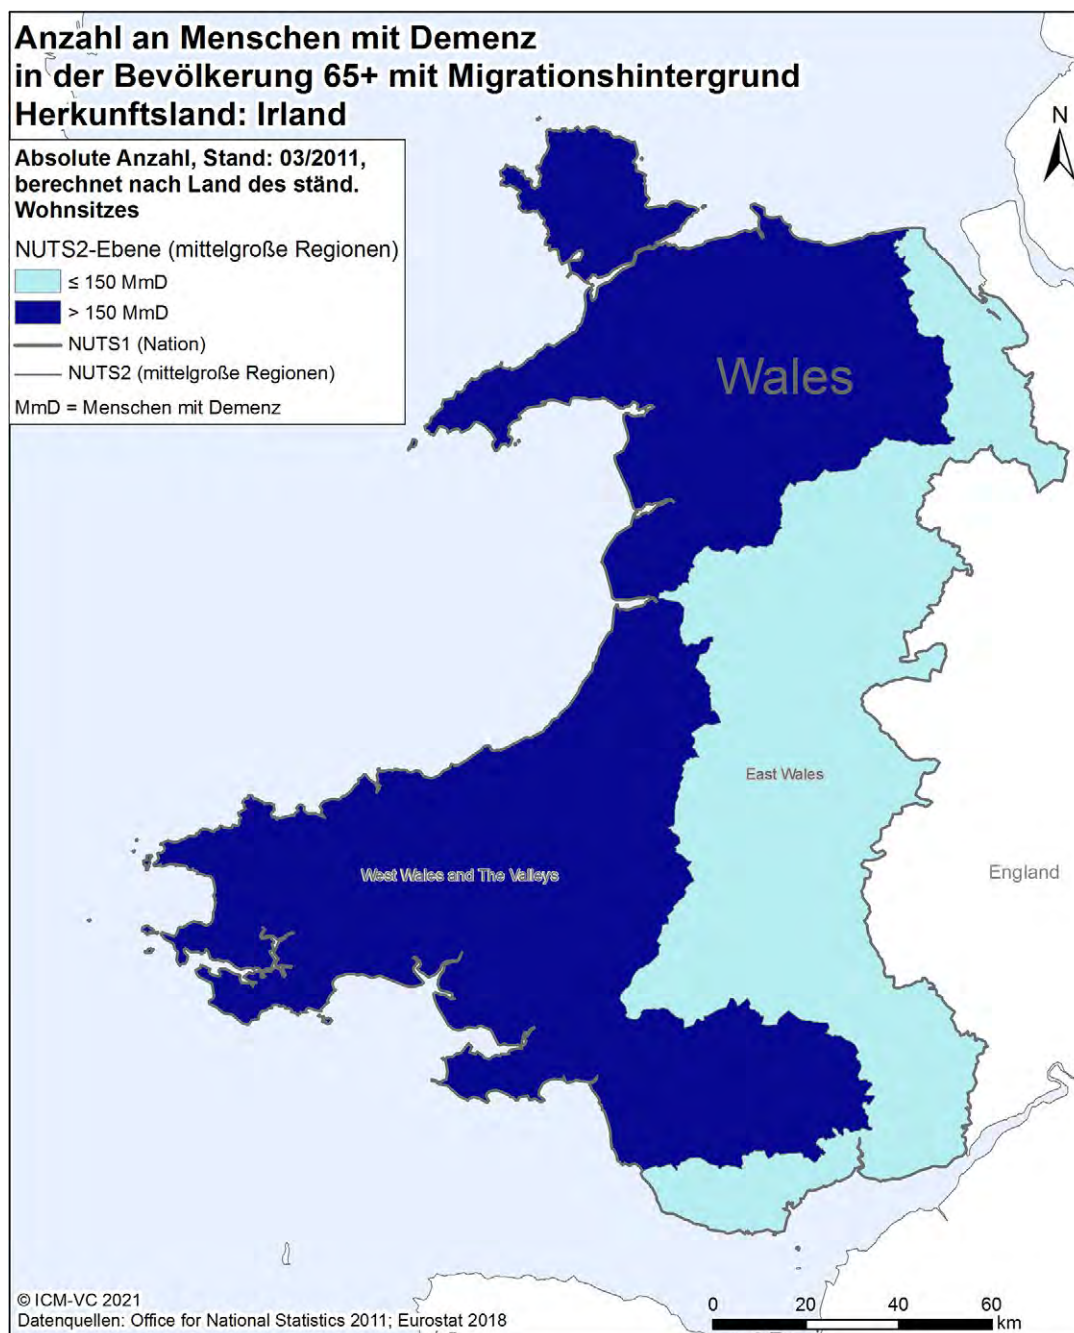 Anzahl an Menschen mit Demenz
in der Bevölkerung 65+ mit Migrationshintergrund
Herkunftsland: Irland
Absolute Anzahl, Stand: 03/2011,
berechnet nach Land des ständ.
Wohnsitzes
NUTS2-Ebene (mittelgroße Regionen)
≤ 150 MmD
> 150 MmD
NUTS1 (Nation)
NUTS2 (mittelgroße Regionen)
MmD = Menschen mit Demenz
N
Wales
East Wales
West Wales and The Valleys
England
© ICM-VC 2021
Datenquellen: Office for National Statistics 2011; Eurostat 2018
0 20 40 60
km